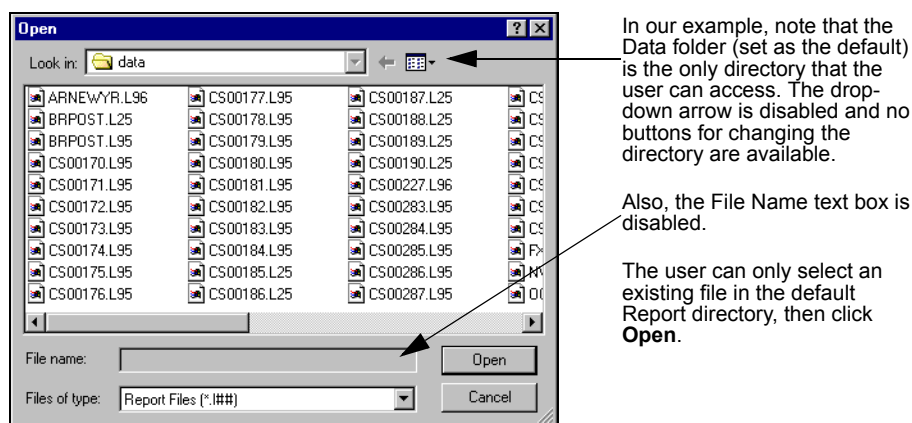 Open
Look in: data
ARNEWYR.L96 CS00177.L95 CS00187.L25 CS
BRPOST.L25 CS00178.L95 CS00188.L25 CS
BRPOST.L95 CS00179.L95 CS00189.L25 CS
CS00170.L95 CS00180.L95 CS00190.L25 CS
CS00171.L95 CS00181.L95 CS00227.L96 CS
CS00172.L95 CS00182.L95 CS00283.L95 CS
CS00173.L95 CS00183.L95 CS00284.L95 CS
CS00174.L95 CS00184.L95 CS00285.L95
CS00175.L95 CS00185.L25 CS00286.L95
CS00176.L95 CS00186.L25 CS00287.L95
File name: Open
Files of type: Report Files (*.l##) Cancel
In our example, note that the
Data folder (set as the default)
is the only directory that the
user can access. The drop-
down arrow is disabled and no
buttons for changing the
directory are available.
Also, the File Name text box is
disabled.
The user can only select an
existing file in the default
Report directory, then click
Open.